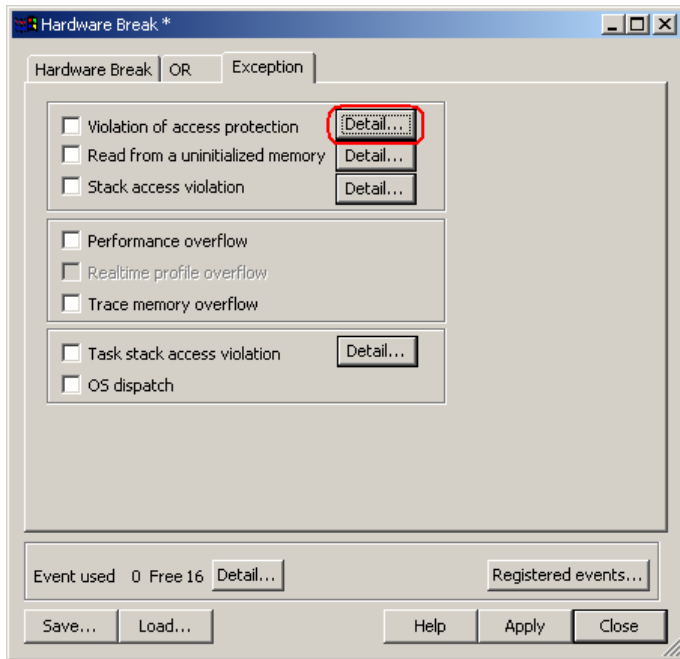 Hardware Break *
Hardware Break OR Exception
Violation of access protection Detail...
Read from a uninitialized memory Detail...
Stack access violation Detail...
Performance overflow
Realtime profile overflow
Trace memory overflow
Task stack access violation Detail...
OS dispatch
Event used 0 Free 16 Detail... Registered events...
Save... Load... Help Apply Close